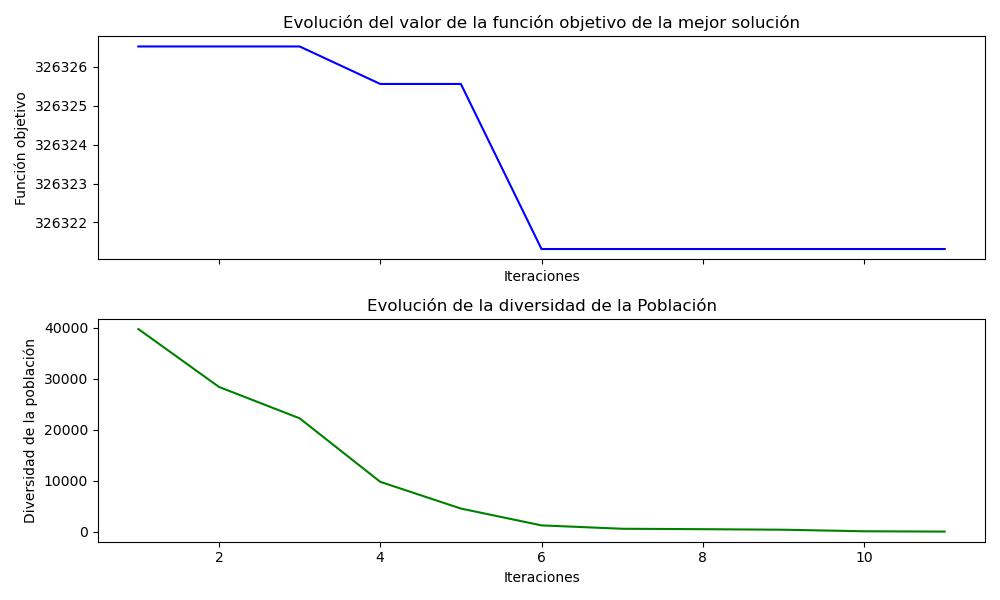 Evolución del valor de la función objetivo de la mejor solución
Función objetivo
326326
326325
326324
326323
326322
Iteraciones
Evolución de la diversidad de la Población
Diversidad de la población
40000
30000
20000
10000
0
2 4 6 8 10
Iteraciones